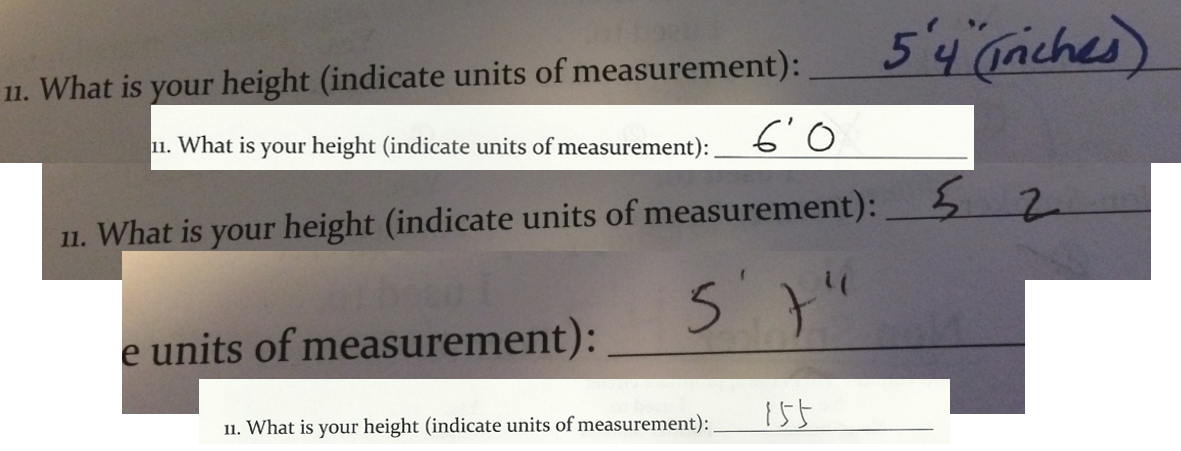 11. What is your height (indicate units of measurement): 5'4" (inches)
11. What is your height (indicate units of measurement): 6'0
11. What is your height (indicate units of measurement): 5 2
e units of measurement): 5'7"
11. What is your height (indicate units of measurement): 155